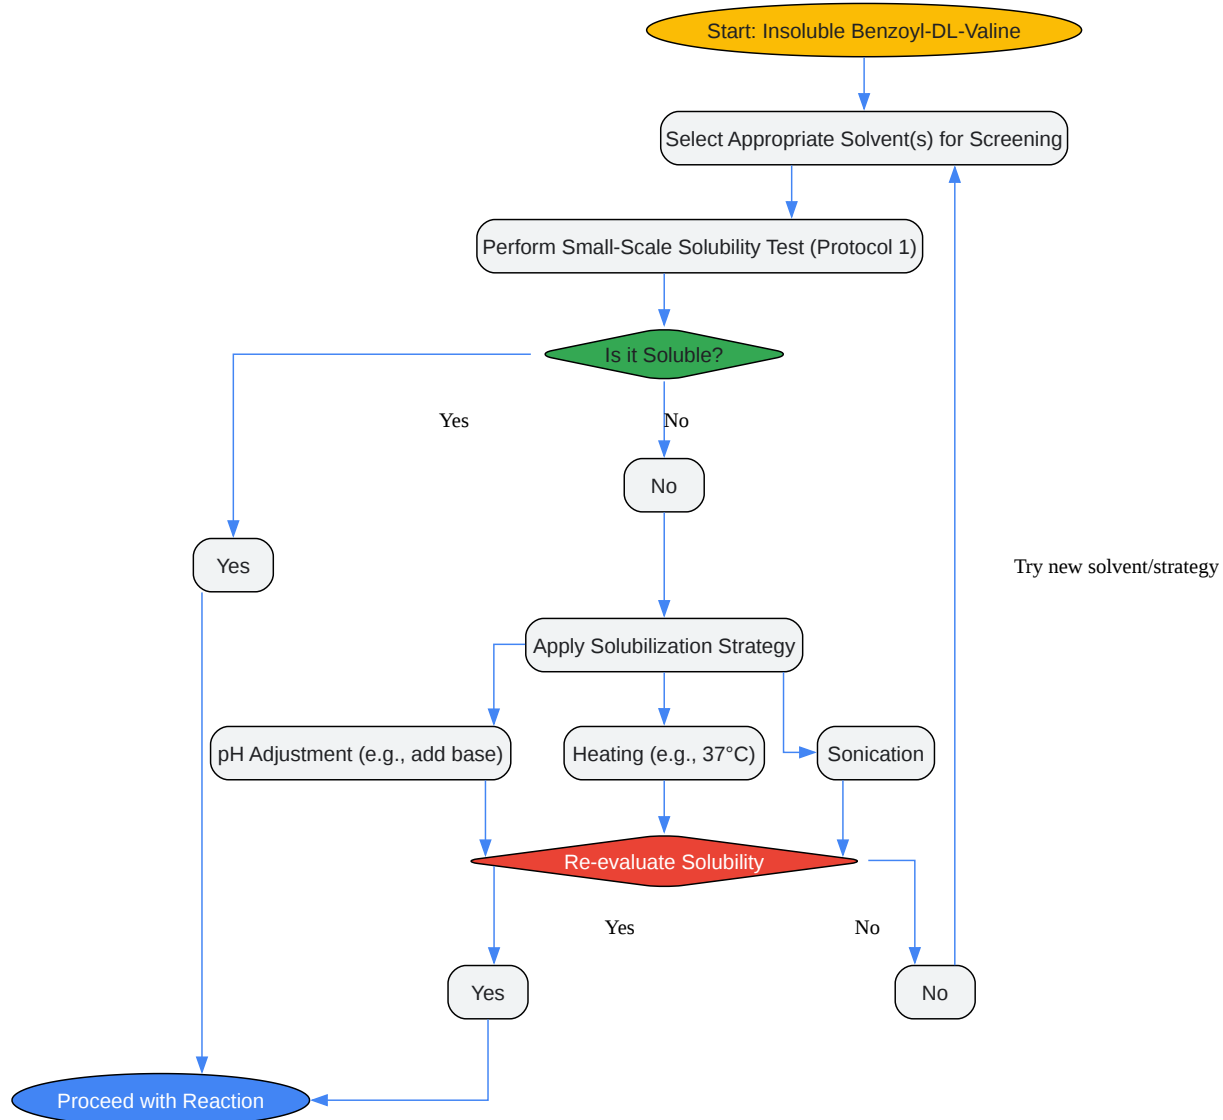 Start: Insoluble Benzoyl-DL-Valine
Select Appropriate Solvent(s) for Screening
Perform Small-Scale Solubility Test (Protocol 1)
Is it Soluble?
Yes
No
No
Yes
Try new solvent/strategy
Apply Solubilization Strategy
pH Adjustment (e.g., add base)
Heating (e.g., 37°C)
Sonication
Re-evaluate Solubility
Yes
No
Yes
No
Proceed with Reaction